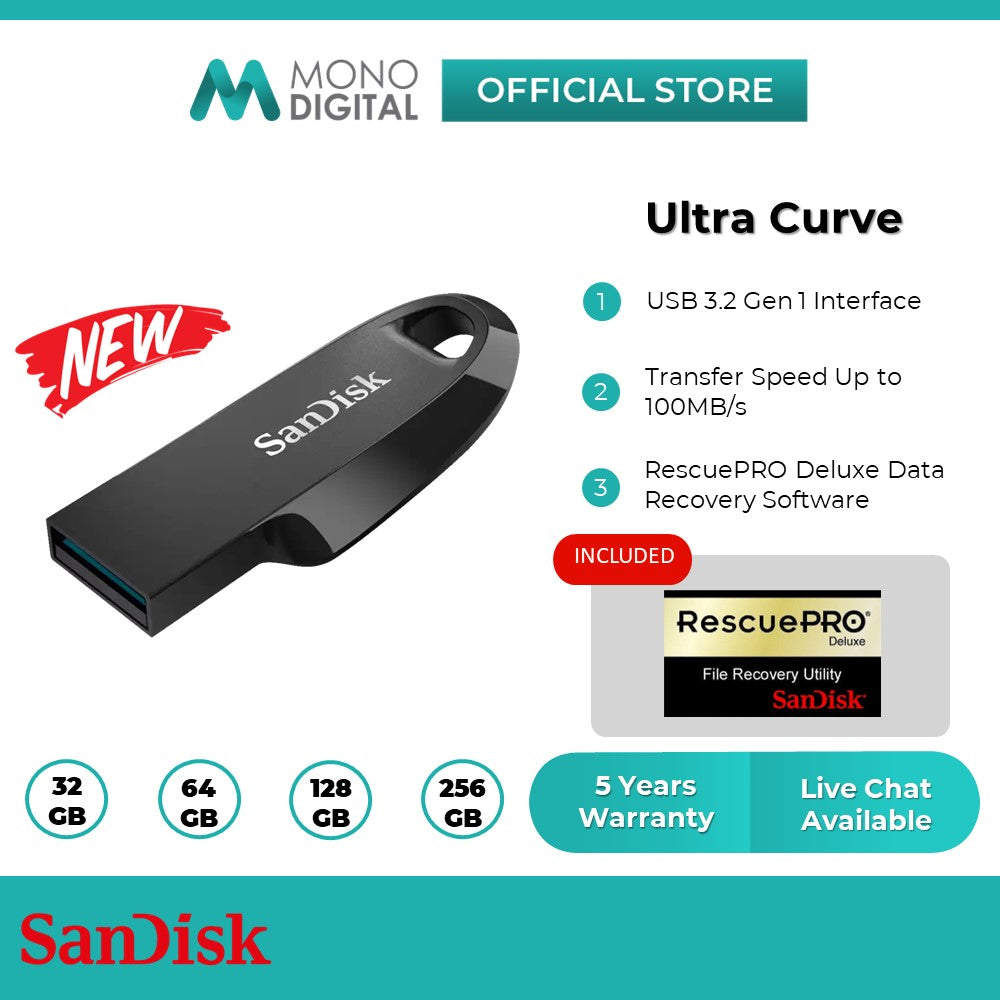 MONO
DIGITAL
OFFICIAL STORE
Ultra Curve
NEW
SanDisk
1
USB 3.2 Gen 1 Interface
2
Transfer Speed Up to
100MB/s
3
RescuePRO Deluxe Data
Recovery Software
INCLUDED
RescuePRO®
Deluxe
File Recovery Utility
SanDisk®
32
GB
64
GB
128
GB
256
GB
5 Years
Warranty
Live Chat
Available
SanDisk